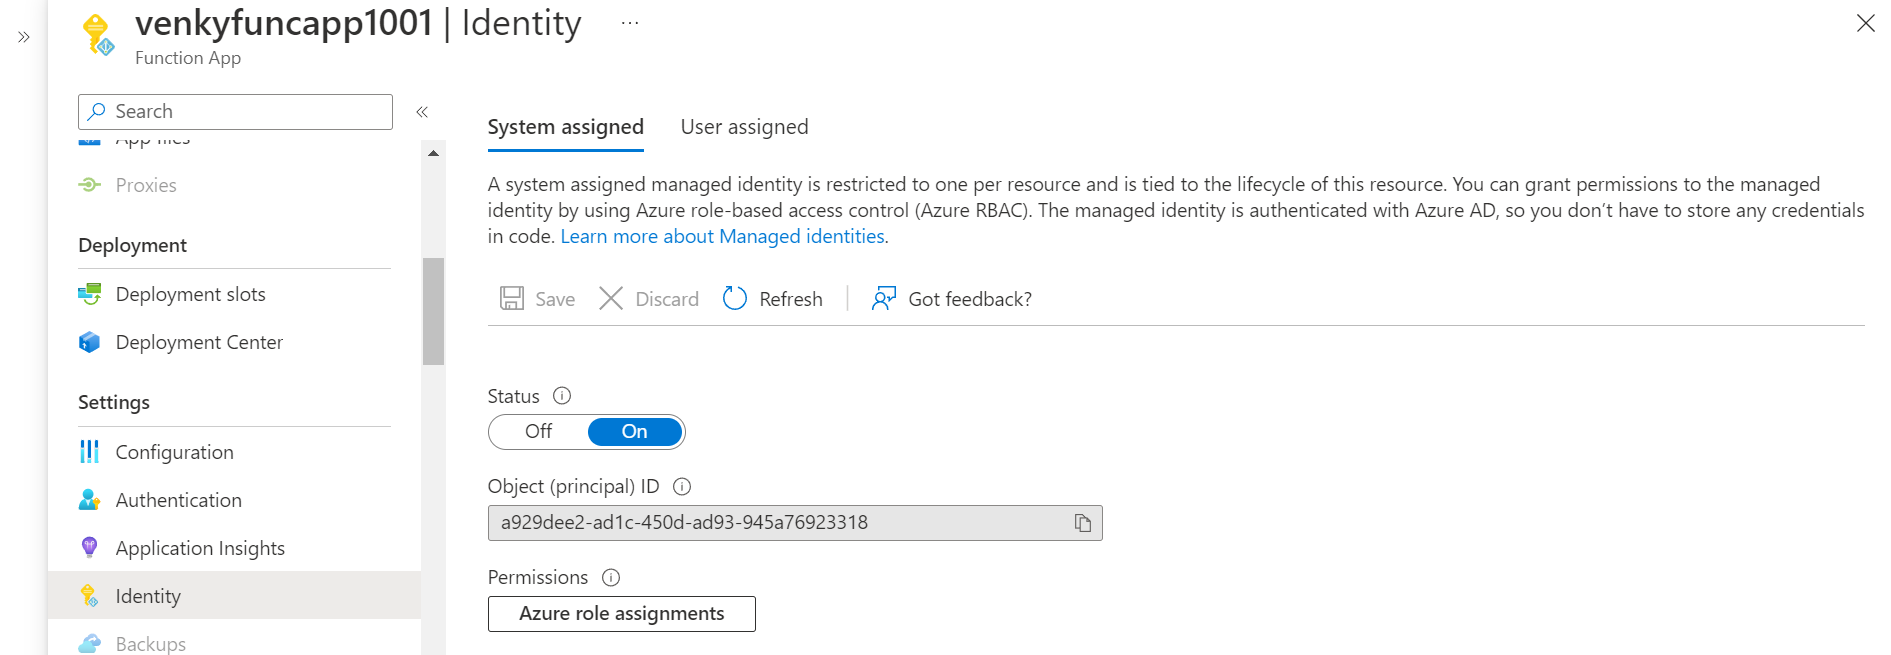 venkyfuncapp1001 | Identity ...
Function App
Search
App files
Proxies
Deployment
Deployment slots
Deployment Center
Settings
Configuration
Authentication
Application Insights
Identity
Backups
System assigned User assigned
A system assigned managed identity is restricted to one per resource and is tied to the lifecycle of this resource. You can grant permissions to the managed
identity by using Azure role-based access control (Azure RBAC). The managed identity is authenticated with Azure AD, so you don’t have to store any credentials
in code. Learn more about Managed identities.
Save Discard Refresh Got feedback?
Status
Off On
Object (principal) ID
a929dee2-ad1c-450d-ad93-945a76923318
Permissions
Azure role assignments